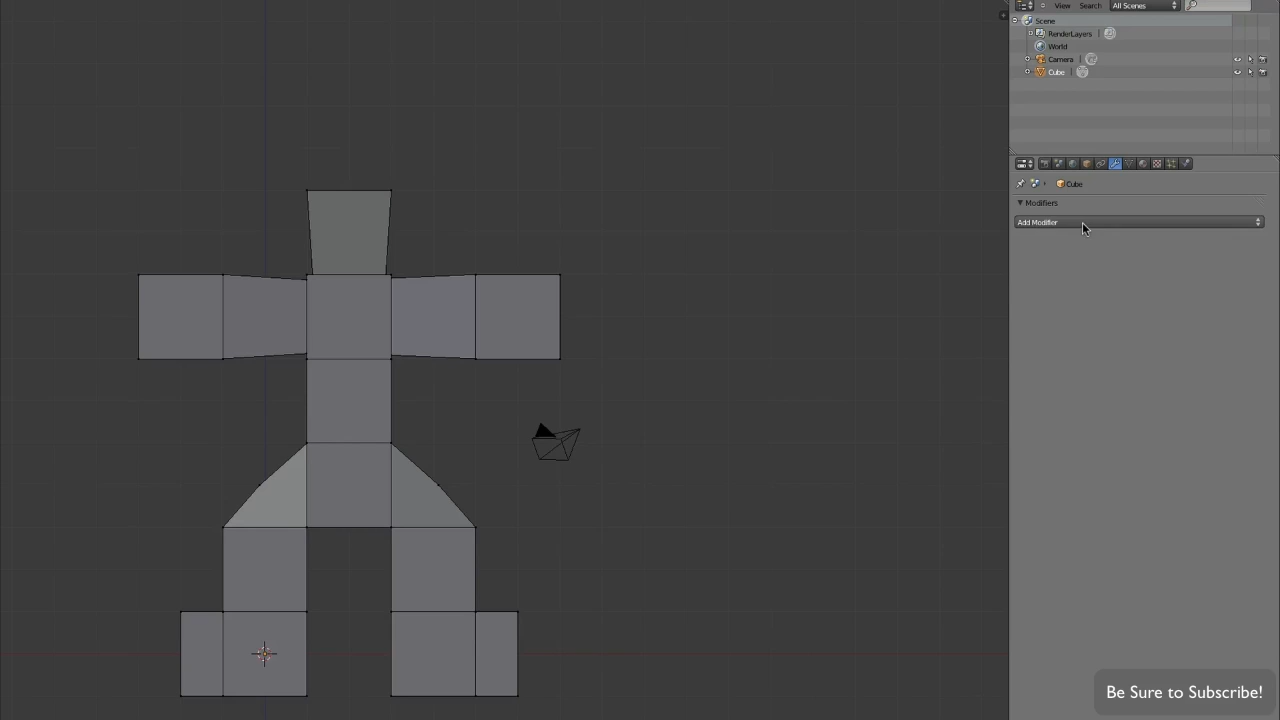 View Search All Scenes
Scene
RenderLayers
World
Camera
Cube
Cube
Modifiers
Add Modifier
Be Sure to Subscribe!